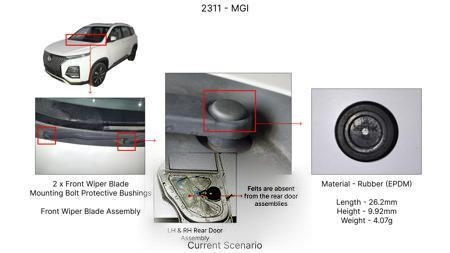 2311 - MGI
2 x Front Wiper Blade
Mounting Bolt Protective Bushings
Front Wiper Blade Assembly
Felts are absent
from the rear door
assemblies
LH & RH Rear Door
Assembly
Current Scenario
Material - Rubber (EPDM)
Length - 26.2mm
Height - 9.92mm
Weight - 4.07g